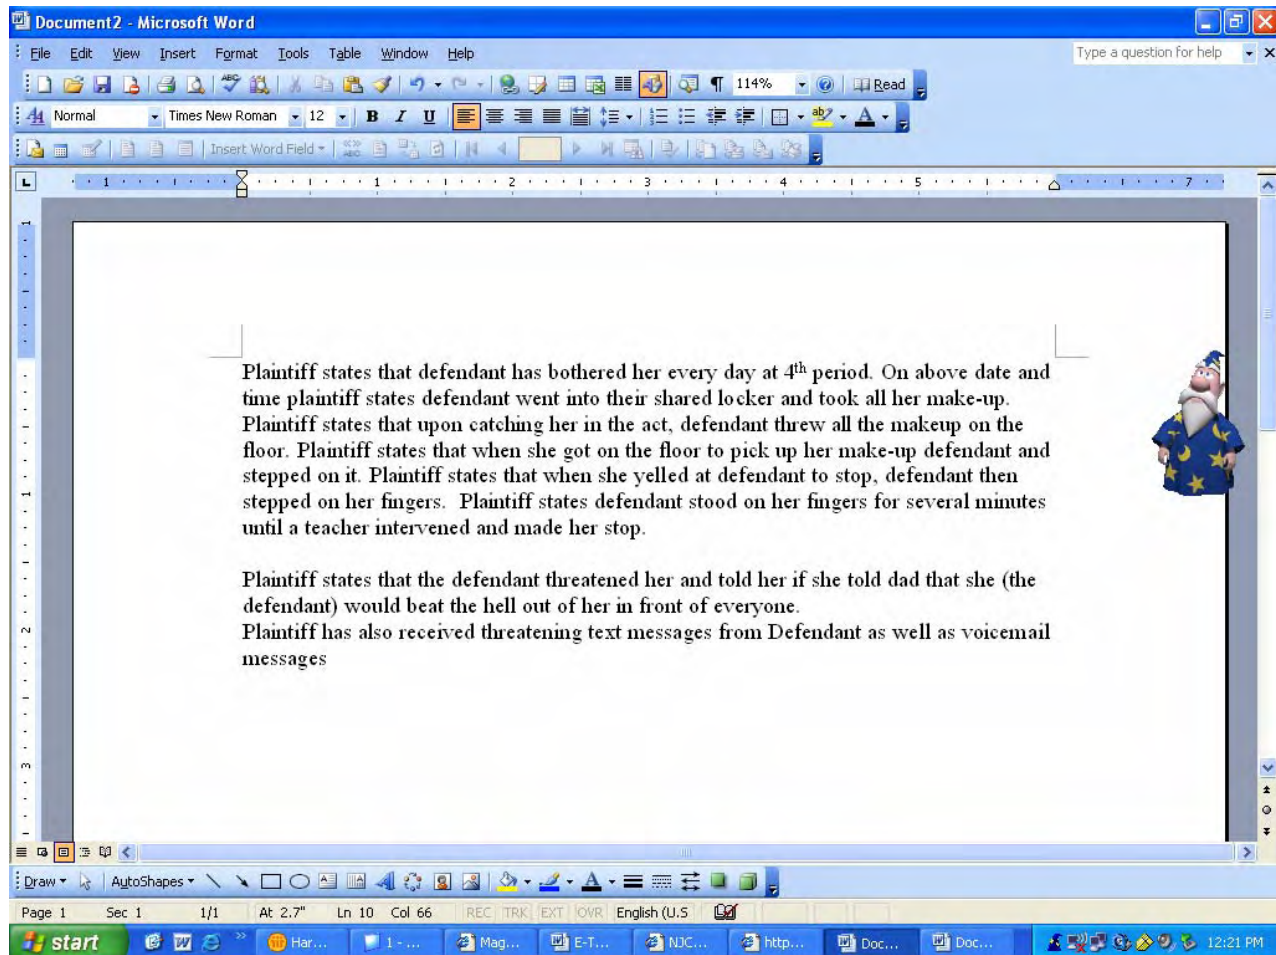 Document2 - Microsoft Word
File Edit View Insert Format Tools Table Window Help
Type a question for help
114% Read
Normal Times New Roman 12 B I U
Insert Word Field
1 1 2 3 4 5 7
Plaintiff states that defendant has bothered her every day at 4th period. On above date and
time plaintiff states defendant went into their shared locker and took all her make-up.
Plaintiff states that upon catching her in the act, defendant threw all the makeup on the
floor. Plaintiff states that when she got on the floor to pick up her make-up defendant and
stepped on it. Plaintiff states that when she yelled at defendant to stop, defendant then
stepped on her fingers.  Plaintiff states defendant stood on her fingers for several minutes
until a teacher intervened and made her stop.
Plaintiff states that the defendant threatened her and told her if she told dad that she (the
defendant) would beat the hell out of her in front of everyone.
Plaintiff has also received threatening text messages from Defendant as well as voicemail
messages
Draw AutoShapes
Page 1 Sec 1 1/1 At 2.7" Ln 10 Col 66 REC TRK EXT OVR English (U.S
start Har... 1 - ... Mag... E-T... NJC... http... Doc... Doc... 12:21 PM